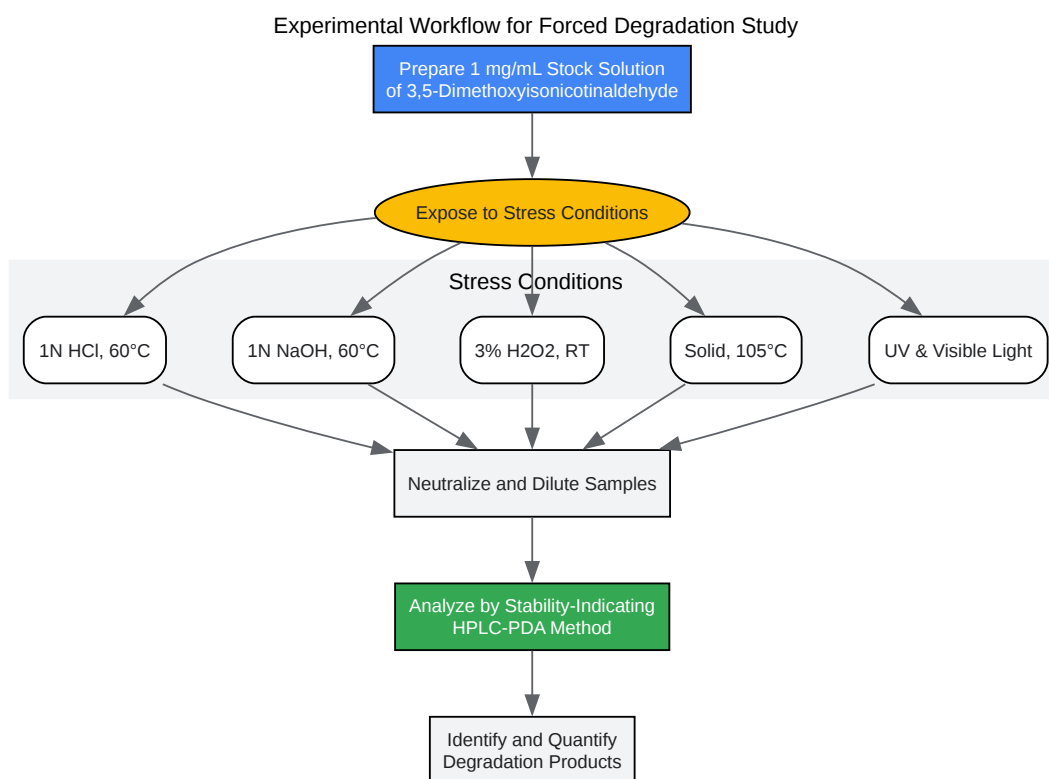 Experimental Workflow for Forced Degradation Study
Prepare 1 mg/mL Stock Solution
of 3,5-Dimethoxyisonicotinaldehyde
Expose to Stress Conditions
Stress Conditions
1N HCl, 60°C
1N NaOH, 60°C
3% H2O2, RT
Solid, 105°C
UV & Visible Light
Neutralize and Dilute Samples
Analyze by Stability-Indicating
HPLC-PDA Method
Identify and Quantify
Degradation Products